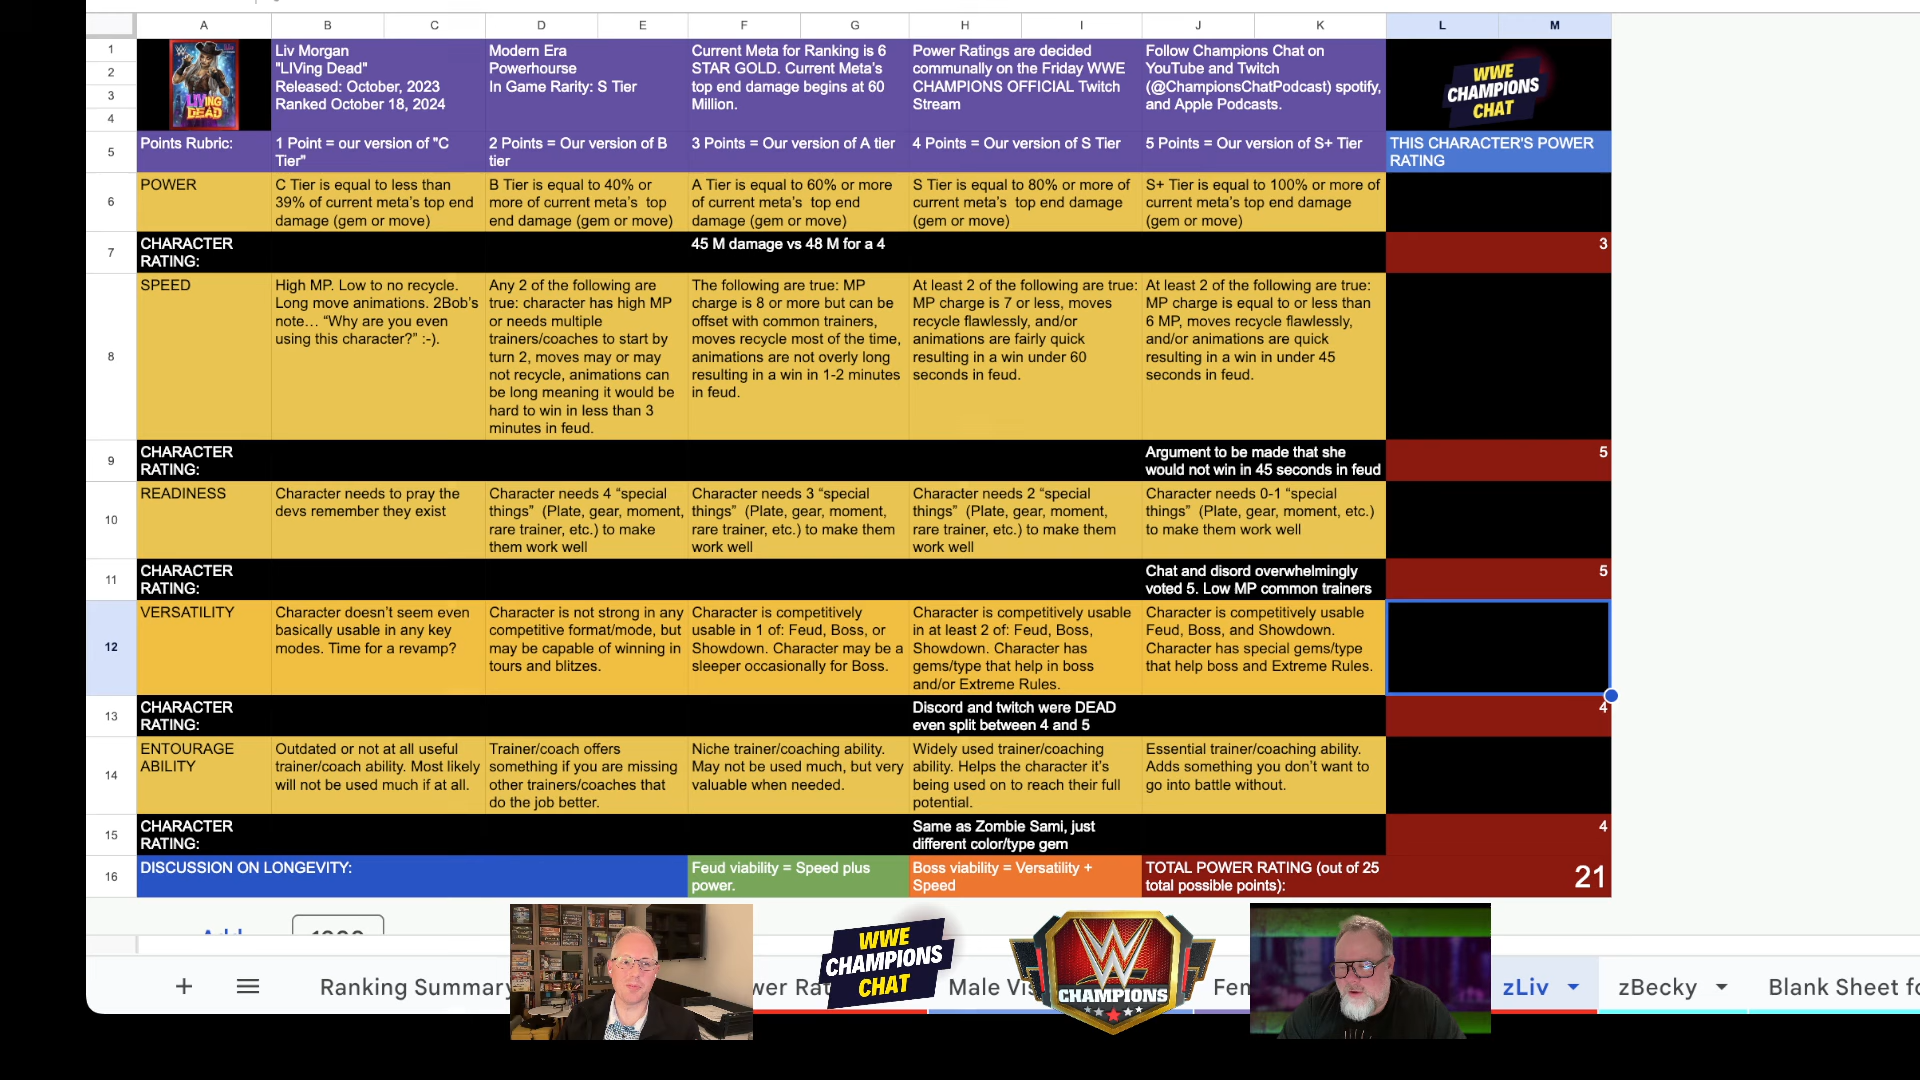 A B C D E F G H I J K L M
1
2
3
4
LIVING
DEAD
Liv Morgan
"LIVing Dead"
Released: October, 2023
Ranked October 18, 2024
Modern Era
Powerhourse
In Game Rarity: S Tier
Current Meta for Ranking is 6
STAR GOLD. Current Meta's
top end damage begins at 60
Million.
Power Ratings are decided
communally on the Friday WWE
CHAMPIONS OFFICIAL Twitch
Stream
Follow Champions Chat on
YouTube and Twitch
(@ChampionsChatPodcast) spotify,
and Apple Podcasts.
WWE
CHAMPIONS
CHAT
5
Points Rubric:
1 Point = our version of "C
Tier"
2 Points = Our version of B
tier
3 Points = Our version of A tier
4 Points = Our version of S Tier
5 Points = Our version of S+ Tier
THIS CHARACTER'S POWER
RATING
6
POWER
C Tier is equal to less than
39% of current meta's top end
damage (gem or move)
B Tier is equal to 40% or
more of current meta's top
end damage (gem or move)
A Tier is equal to 60% or more
of current meta's top end
damage (gem or move)
S Tier is equal to 80% or more of
current meta's top end damage
(gem or move)
S+ Tier is equal to 100% or more of
current meta's top end damage
(gem or move)
7
CHARACTER
RATING:
45 M damage vs 48 M for a 4
3
8
SPEED
High MP. Low to no recycle.
Long move animations. 2Bob's
note… “Why are you even
using this character?” :-).
Any 2 of the following are
true: character has high MP
or needs multiple
trainers/coaches to start by
turn 2, moves may or may
not recycle, animations can
be long meaning it would be
hard to win in less than 3
minutes in feud.
The following are true: MP
charge is 8 or more but can be
offset with common trainers,
moves recycle most of the time,
animations are not overly long
resulting in a win in 1-2 minutes
in feud.
At least 2 of the following are true:
MP charge is 7 or less, moves
recycle flawlessly, and/or
animations are fairly quick
resulting in a win under 60
seconds in feud.
At least 2 of the following are true:
MP charge is equal to or less than
6 MP, moves recycle flawlessly,
and/or animations are quick
resulting in a win in under 45
seconds in feud.
9
CHARACTER
RATING:
Argument to be made that she
would not win in 45 seconds in feud
5
10
READINESS
Character needs to pray the
devs remember they exist
Character needs 4 “special
things” (Plate, gear, moment,
rare trainer, etc.) to make
them work well
Character needs 3 “special
things” (Plate, gear, moment,
rare trainer, etc.) to make them
work well
Character needs 2 “special
things” (Plate, gear, moment,
rare trainer, etc.) to make them
work well
Character needs 0-1 “special
things” (Plate, gear, moment, etc.)
to make them work well
11
CHARACTER
RATING:
Chat and disord overwhelmingly
voted 5. Low MP common trainers
5
12
VERSATILITY
Character doesn’t seem even
basically usable in any key
modes. Time for a revamp?
Character is not strong in any
competitive format/mode, but
may be capable of winning in
tours and blitzes.
Character is competitively
usable in 1 of: Feud, Boss, or
Showdown. Character may be a
sleeper occasionally for Boss.
Character is competitively usable
in at least 2 of: Feud, Boss,
Showdown. Character has
gems/type that help in boss
and/or Extreme Rules.
Character is competitively usable
Feud, Boss, and Showdown.
Character has special gems/type
that help boss and Extreme Rules.
13
CHARACTER
RATING:
Discord and twitch were DEAD
even split between 4 and 5
4
14
ENTOURAGE
ABILITY
Outdated or not at all useful
trainer/coach ability. Most likely
will not be used much if at all.
Trainer/coach offers
something if you are missing
other trainers/coaches that
do the job better.
Niche trainer/coaching ability.
May not be used much, but very
valuable when needed.
Widely used trainer/coaching
ability. Helps the character it’s
being used on to reach their full
potential.
Essential trainer/coaching ability.
Adds something you don’t want to
go into battle without.
15
CHARACTER
RATING:
Same as Zombie Sami, just
different color/type gem
4
16
DISCUSSION ON LONGEVITY:
Feud viability = Speed plus
power.
Boss viability = Versatility +
Speed
TOTAL POWER RATING (out of 25
total possible points):
21
Ranking Summary
WWE
CHAMPIONS
CHAT
Male Vis
CHAMPIONS
Fem
zLiv
zBecky
Blank Sheet fo